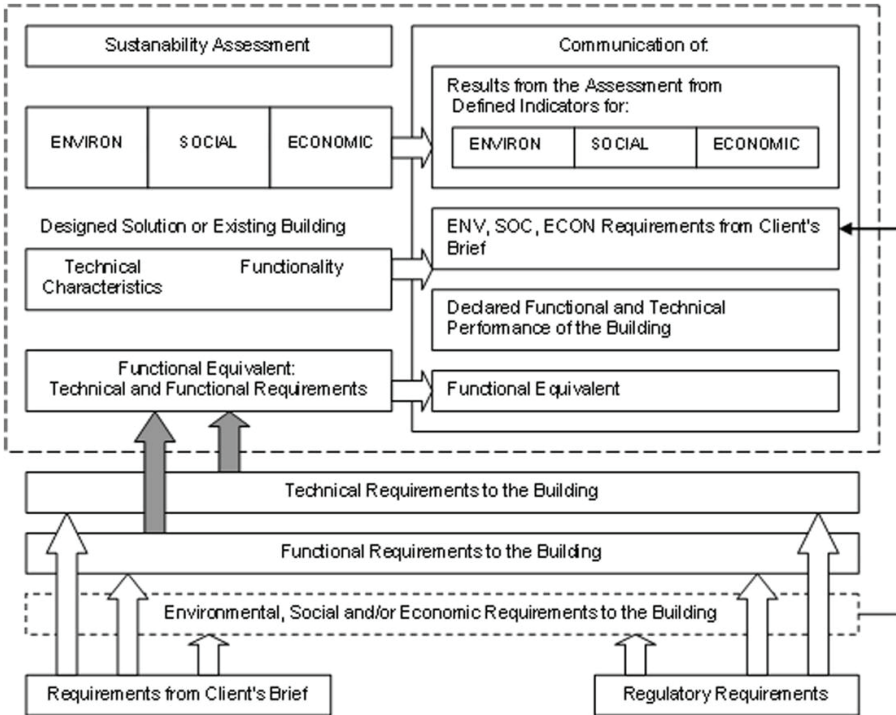 Sustanability Assessment
ENVIRON
SOCIAL
ECONOMIC
Designed Solution or Existing Building
Technical Functionality
Characteristics
Functional Equivalent:
Technical and Functional Requirements
Communication of:
Results from the Assessment from
Defined Indicators for:
ENVIRON
SOCIAL
ECONOMIC
ENV, SOC, ECON Requirements from Client's
Brief
Declared Functional and Technical
Performance of the Building
Functional Equivalent
Technical Requirements to the Building
Functional Requirements to the Building
Environmental, Social and/or Economic Requirements to the Building
Requirements from Client's Brief
Regulatory Requirements